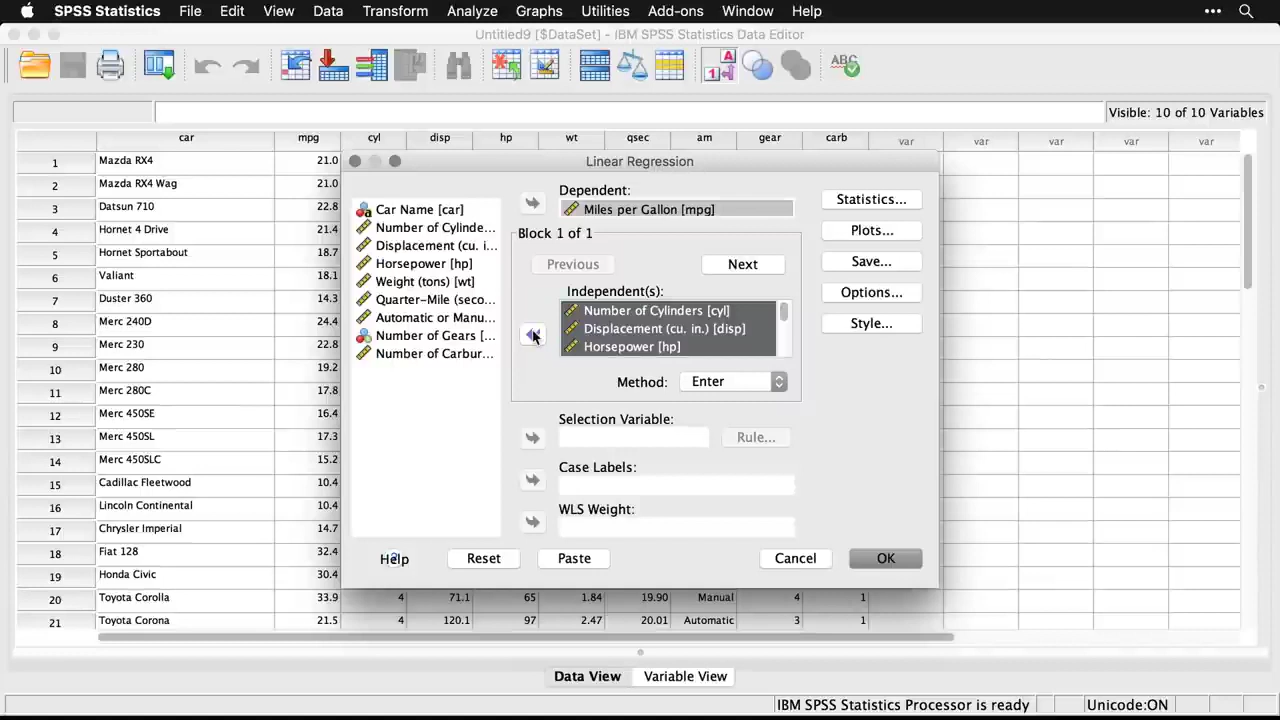 SPSS Statistics File Edit View Data Transform Analyze Graphs Utilities Add-ons Window Help
Untitled9 [$DataSet] - IBM SPSS Statistics Data Editor
Visible: 10 of 10 Variables
car mpg cyl disp hp wt qsec am gear carb var var var var var
1 Mazda RX4 21.0
2 Mazda RX4 Wag 21.0
3 Datsun 710 22.8
4 Hornet 4 Drive 21.4
5 Hornet Sportabout 18.7
6 Valiant 18.1
7 Duster 360 14.3
8 Merc 240D 24.4
9 Merc 230 22.8
10 Merc 280 19.2
11 Merc 280C 17.8
12 Merc 450SE 16.4
13 Merc 450SL 17.3
14 Merc 450SLC 15.2
15 Cadillac Fleetwood 10.4
16 Lincoln Continental 10.4
17 Chrysler Imperial 14.7
18 Fiat 128 32.4
19 Honda Civic 30.4
20 Toyota Corolla 33.9 4 71.1 65 1.84 19.90 Manual 4 1
21 Toyota Corona 21.5 4 120.1 97 2.47 20.01 Automatic 3 1
Linear Regression
Car Name [car]
Number of Cylinde...
Displacement (cu. i...
Horsepower [hp]
Weight (tons) [wt]
Quarter-Mile (seco...
Automatic or Manu...
Number of Gears [...
Number of Carbur...
Dependent:
Miles per Gallon [mpg]
Block 1 of 1
Previous Next
Independent(s):
Number of Cylinders [cyl]
Displacement (cu. in.) [disp]
Horsepower [hp]
Method: Enter
Selection Variable:
Rule...
Case Labels:
WLS Weight:
Statistics...
Plots...
Save...
Options...
Style...
Help Reset Paste Cancel OK
Data View Variable View
IBM SPSS Statistics Processor is ready Unicode:ON